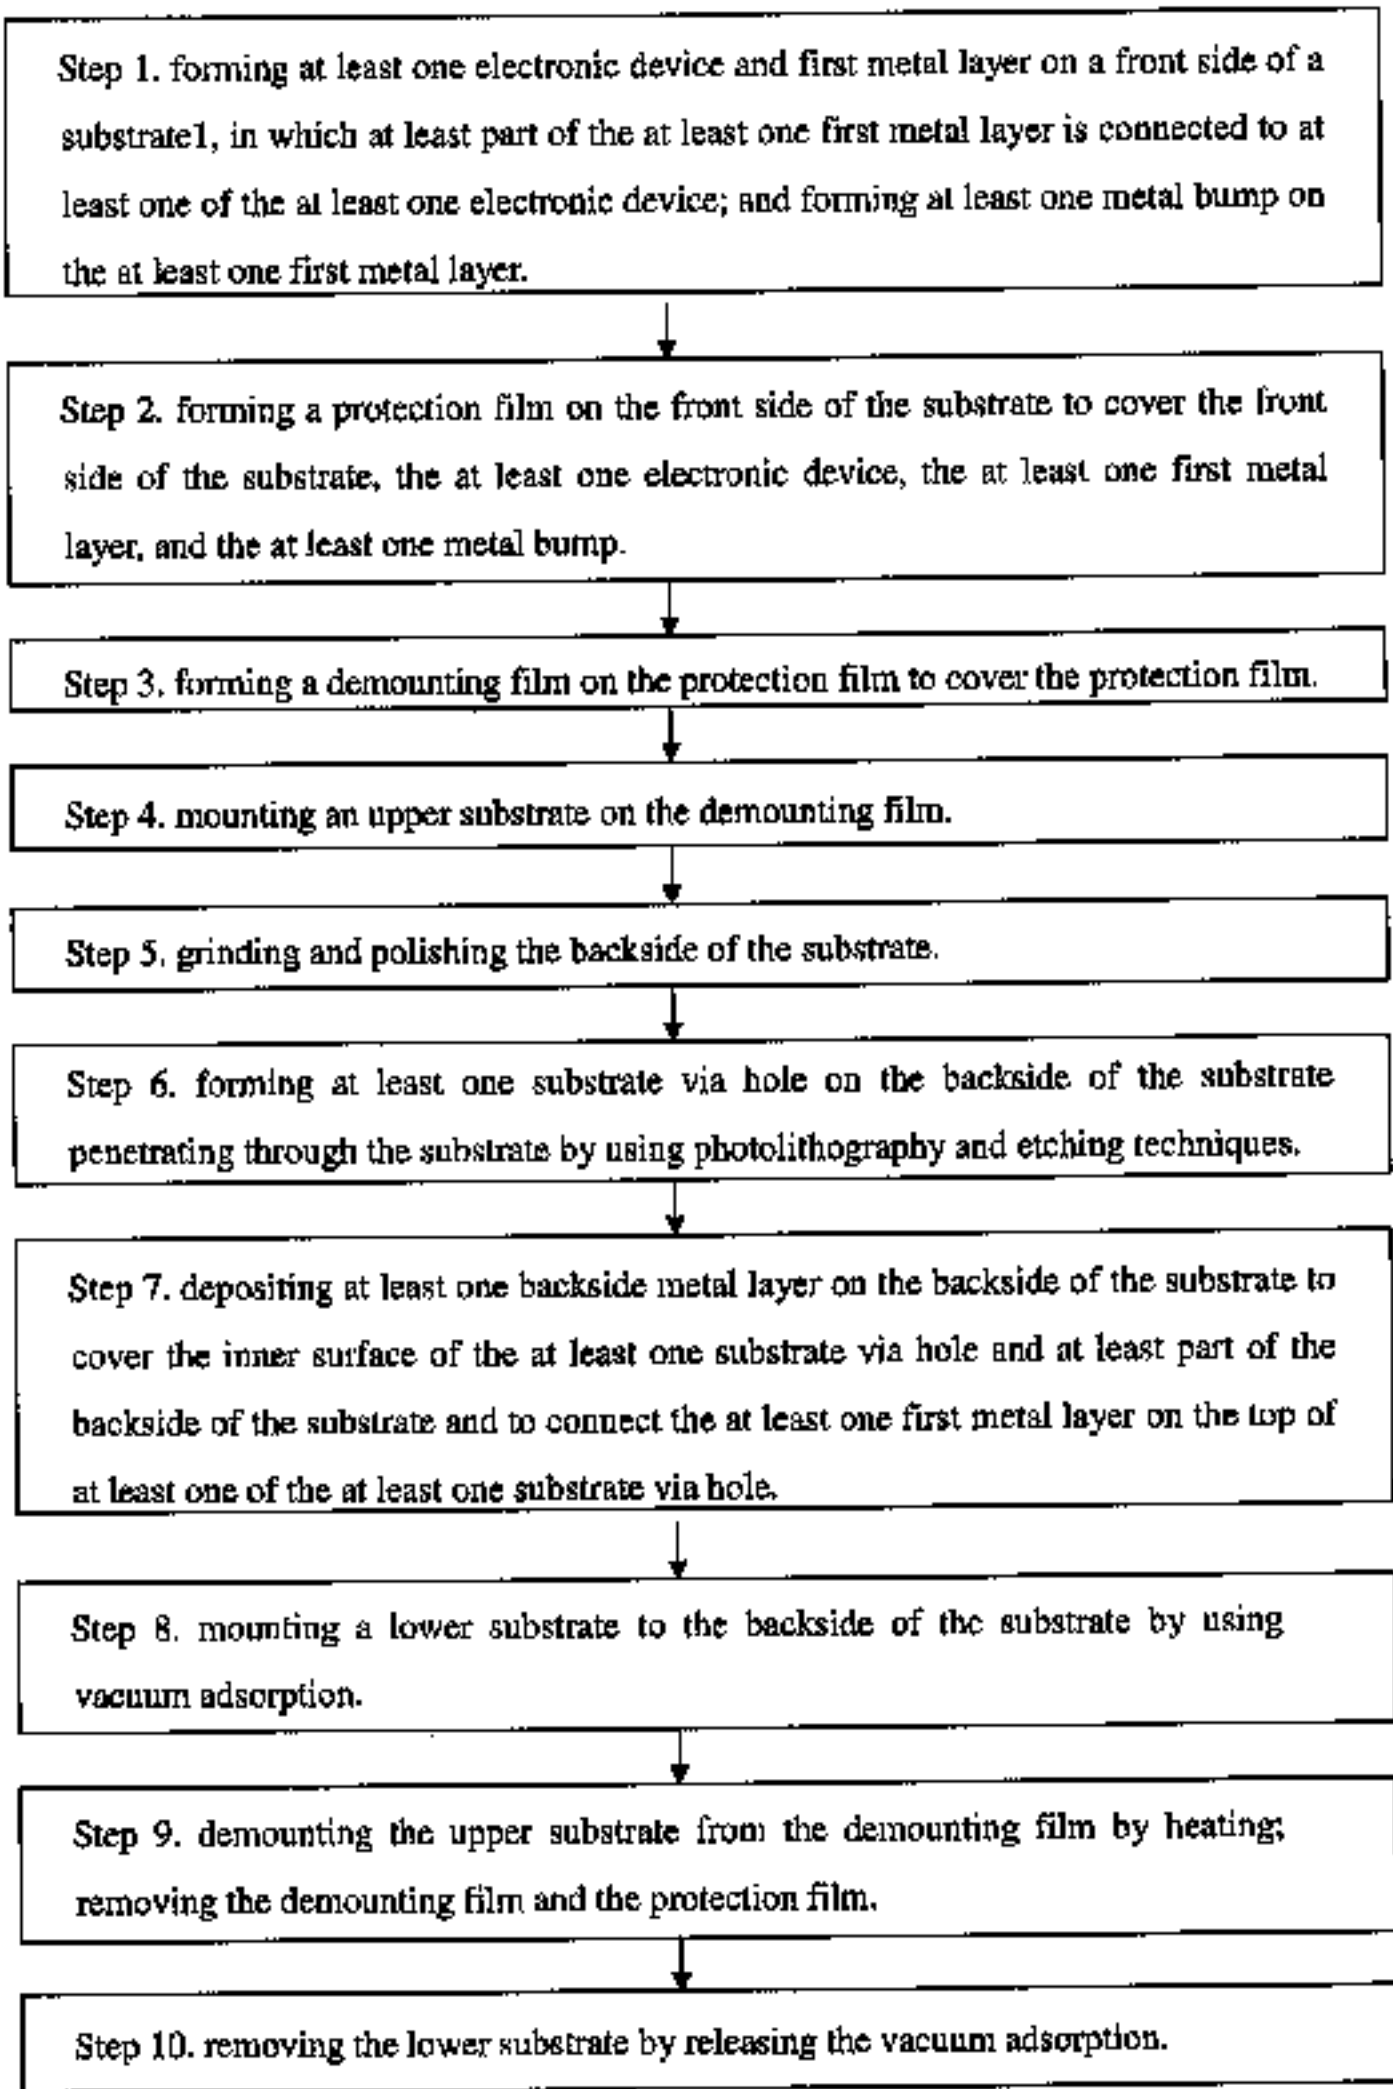 Step 1. forming at least one electronic device and first metal layer on a front side of a
substrate1, in which at least part of the at least one first metal layer is connected to at
least one of the at least one electronic device; and forming at least one metal bump on
the at least one first metal layer.
Step 2. forming a protection film on the front side of the substrate to cover the front
side of the substrate, the at least one electronic device, the at least one first metal
layer, and the at least one metal bump.
Step 3. forming a demounting film on the protection film to cover the protection film.
Step 4. mounting an upper substrate on the demounting film.
Step 5. grinding and polishing the backside of the substrate.
Step 6. forming at least one substrate via hole on the backside of the substrate
penetrating through the substrate by using photolithography and etching techniques.
Step 7. depositing at least one backside metal layer on the backside of the substrate to
cover the inner surface of the at least one substrate via hole and at least part of the
backside of the substrate and to connect the at least one first metal layer on the top of
at least one of the at least one substrate via hole.
Step 8. mounting a lower substrate to the backside of the substrate by using
vacuum adsorption.
Step 9. demounting the upper substrate from the demounting film by heating;
removing the demounting film and the protection film.
Step 10. removing the lower substrate by releasing the vacuum adsorption.